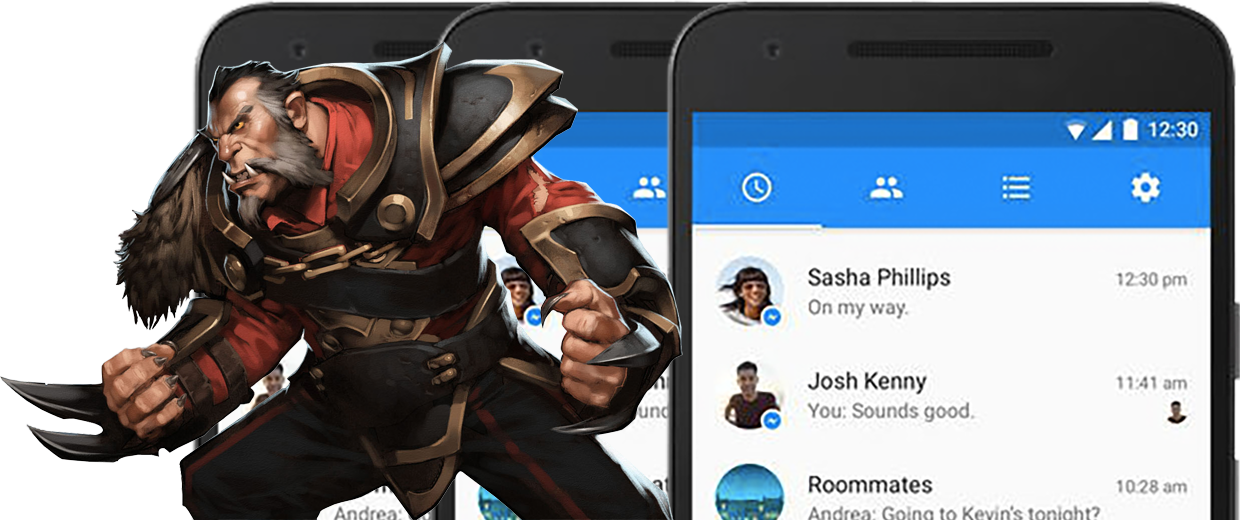 12:30
Sasha Phillips 12:30 pm
On my way.
Josh Kenny 11:41 am
You: Sounds good.
Roommates 10:28 am
Andrea: Going to Kevin's tonight?
Andrea: